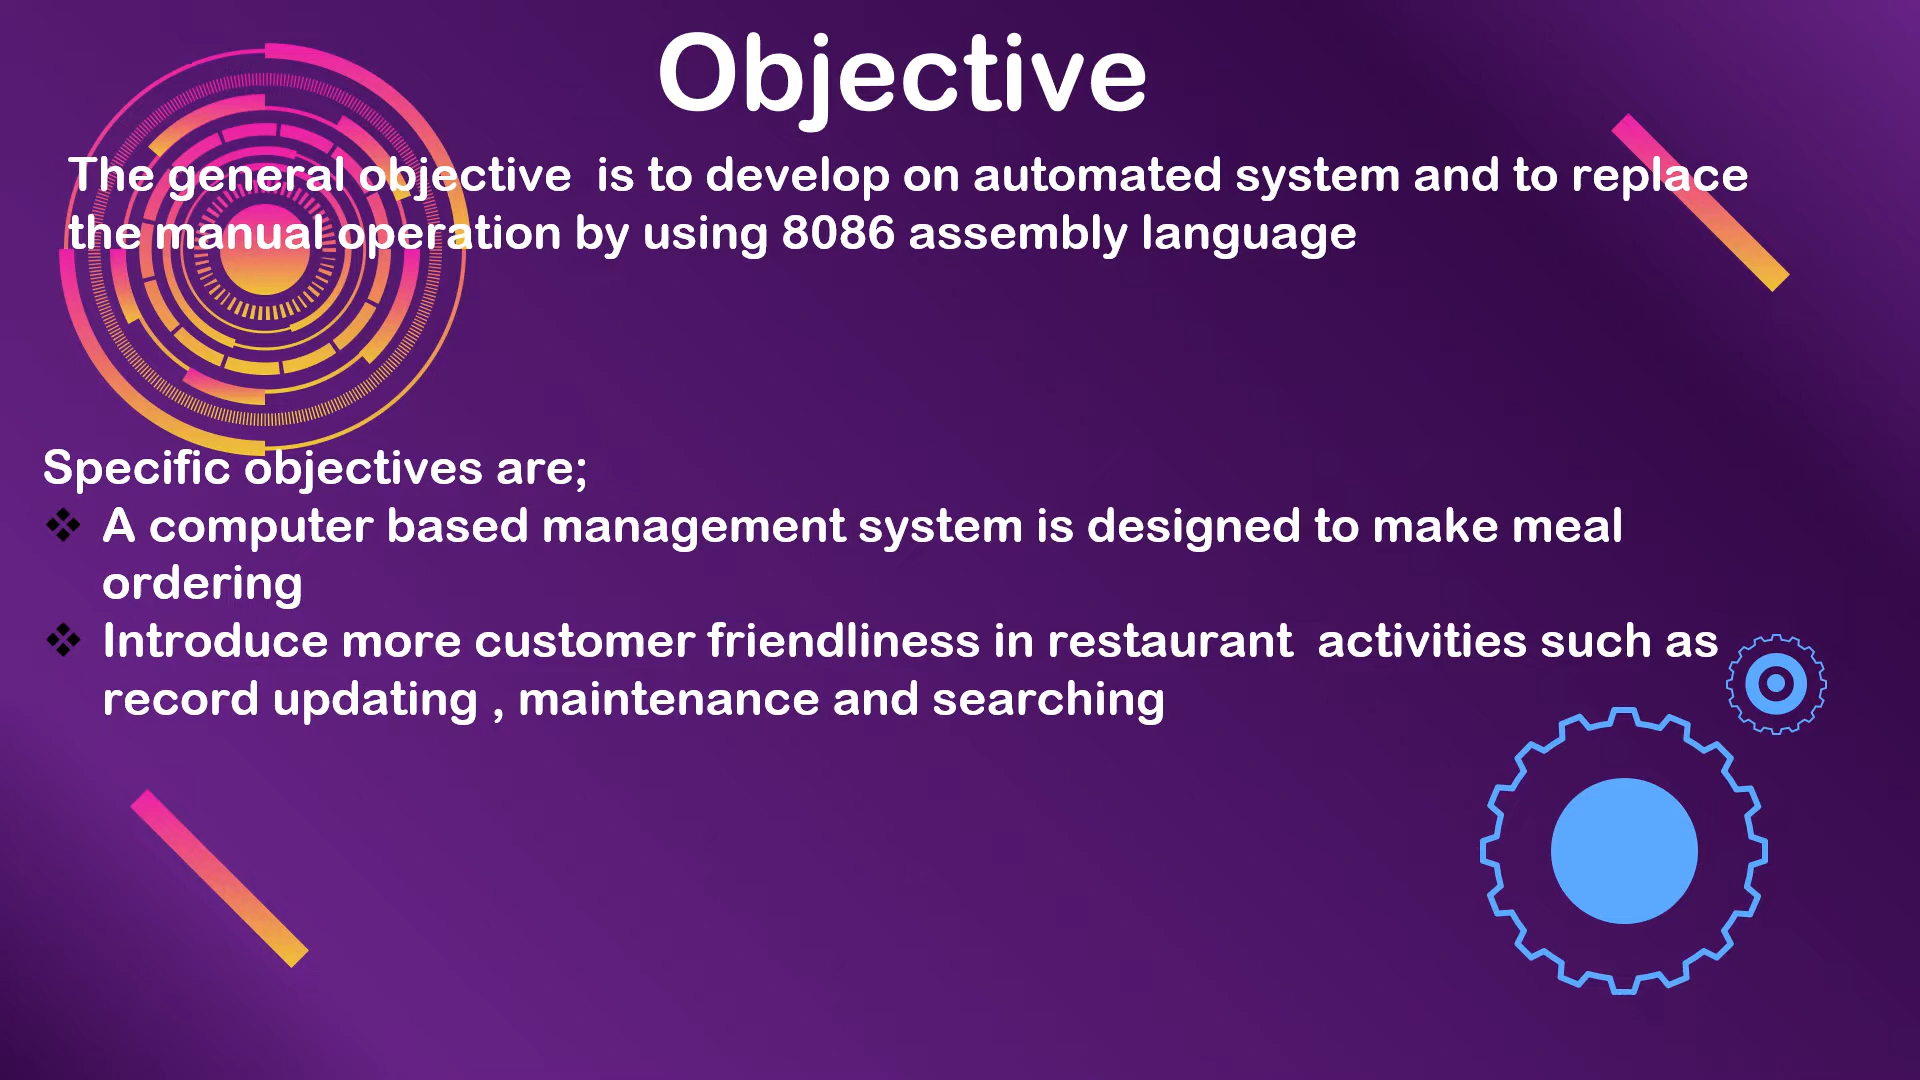 Objective
The general objective  is to develop on automated system and to replace
the manual operation by using 8086 assembly language
Specific objectives are;
❖ A computer based management system is designed to make meal
ordering
❖ Introduce more customer friendliness in restaurant  activities such as
record updating , maintenance and searching